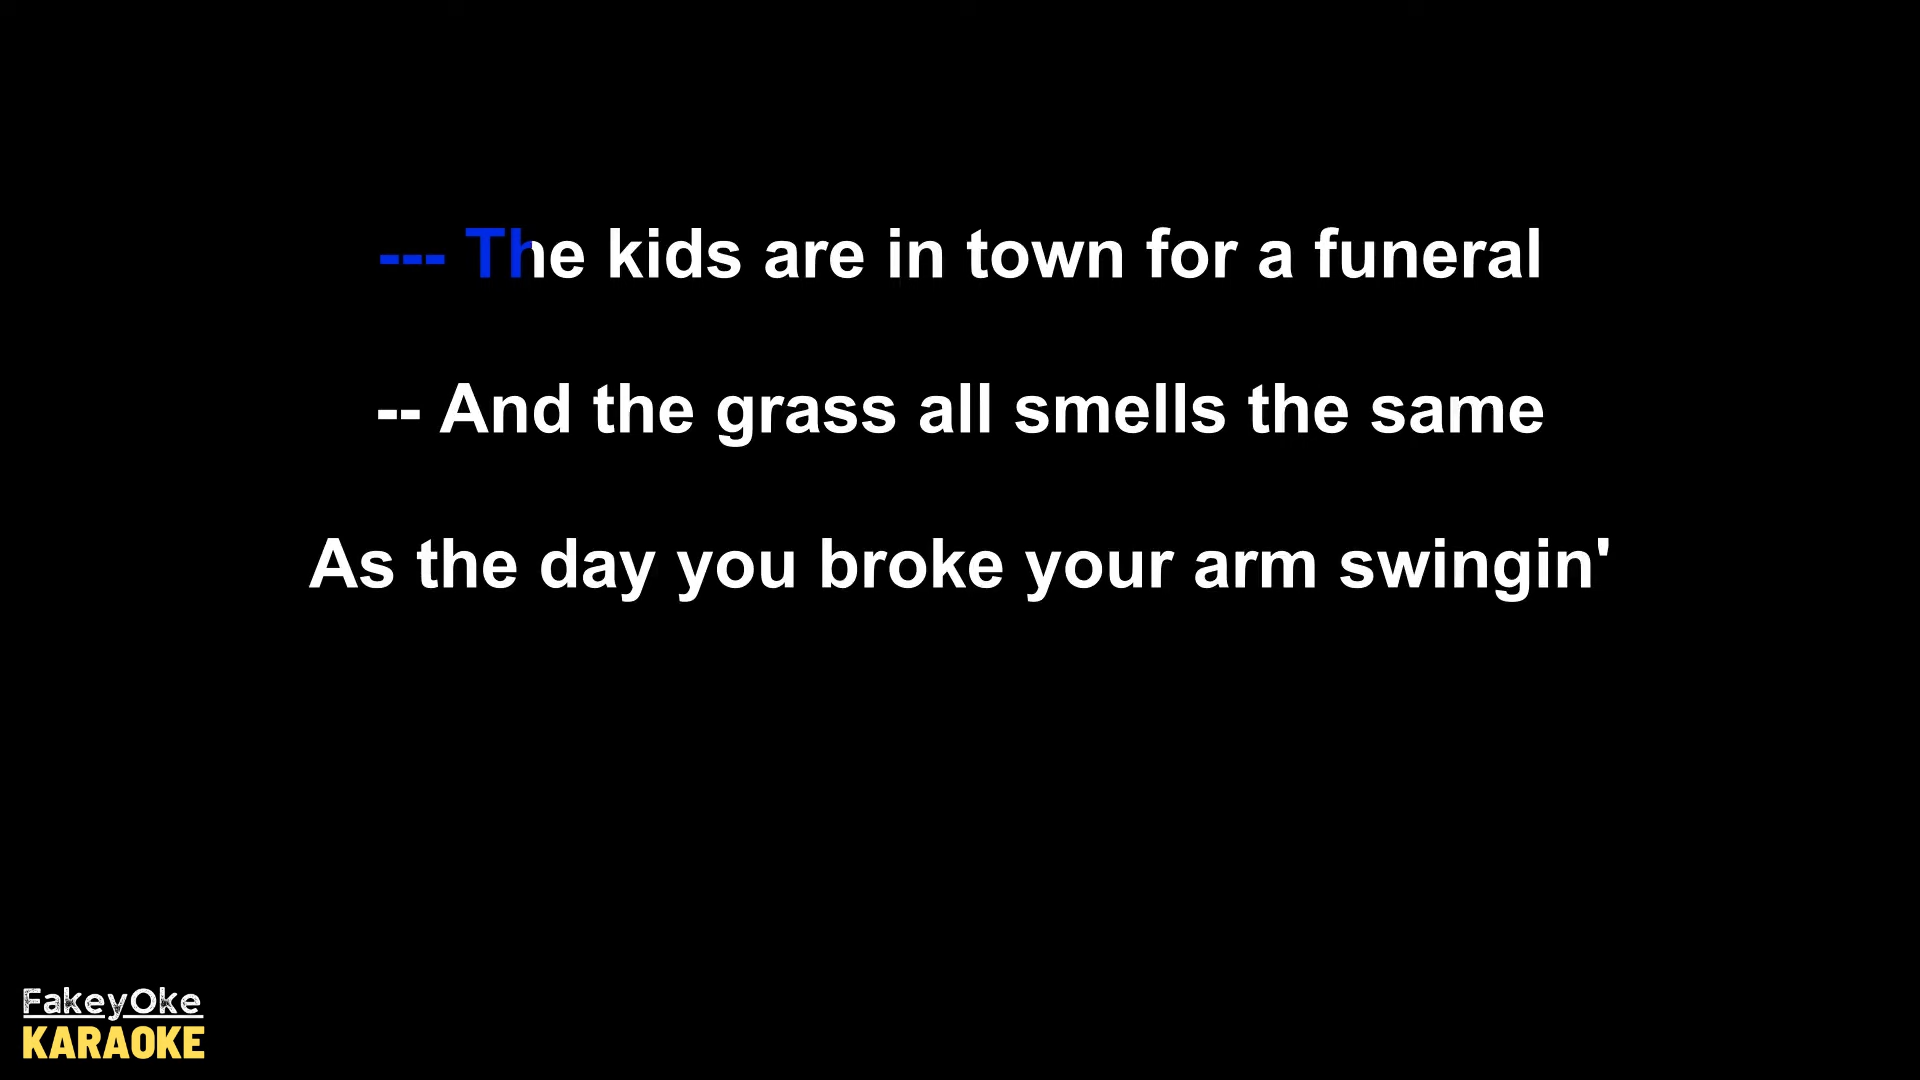 --- The kids are in town for a funeral
-- And the grass all smells the same
As the day you broke your arm swingin'
FakeyOke
KARAOKE